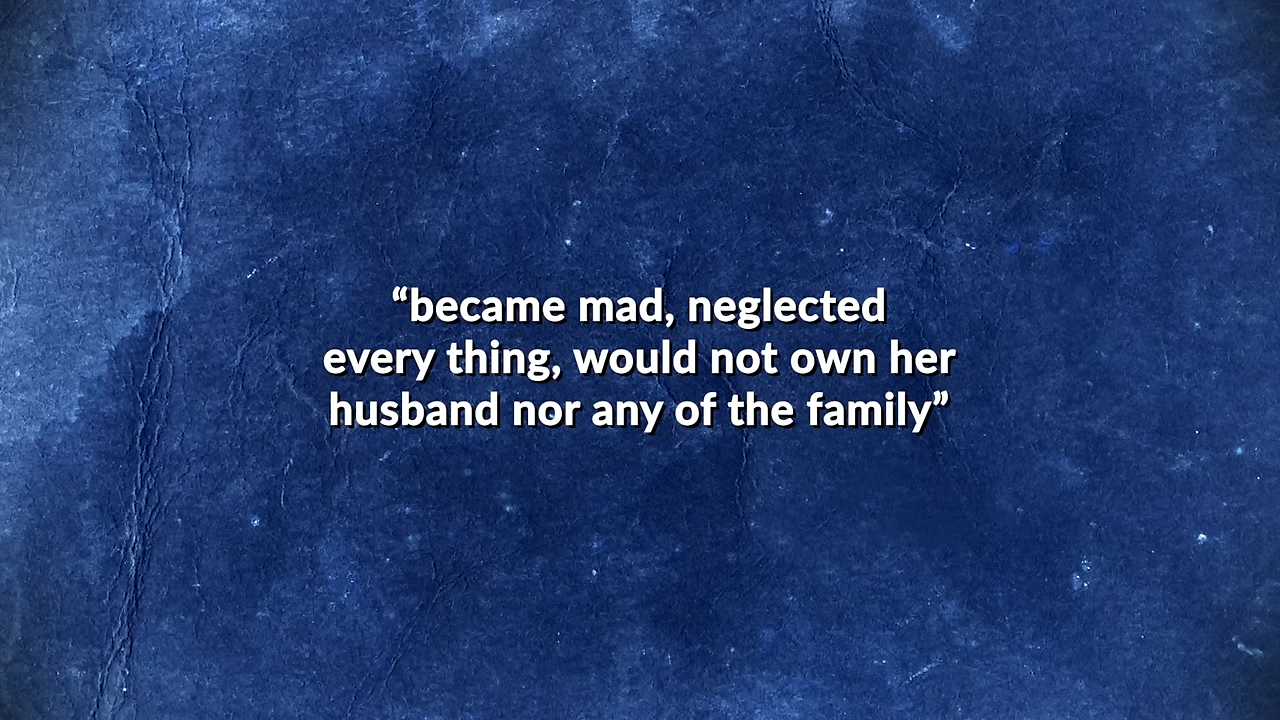 “became mad, neglected
every thing, would not own her
husband nor any of the family”